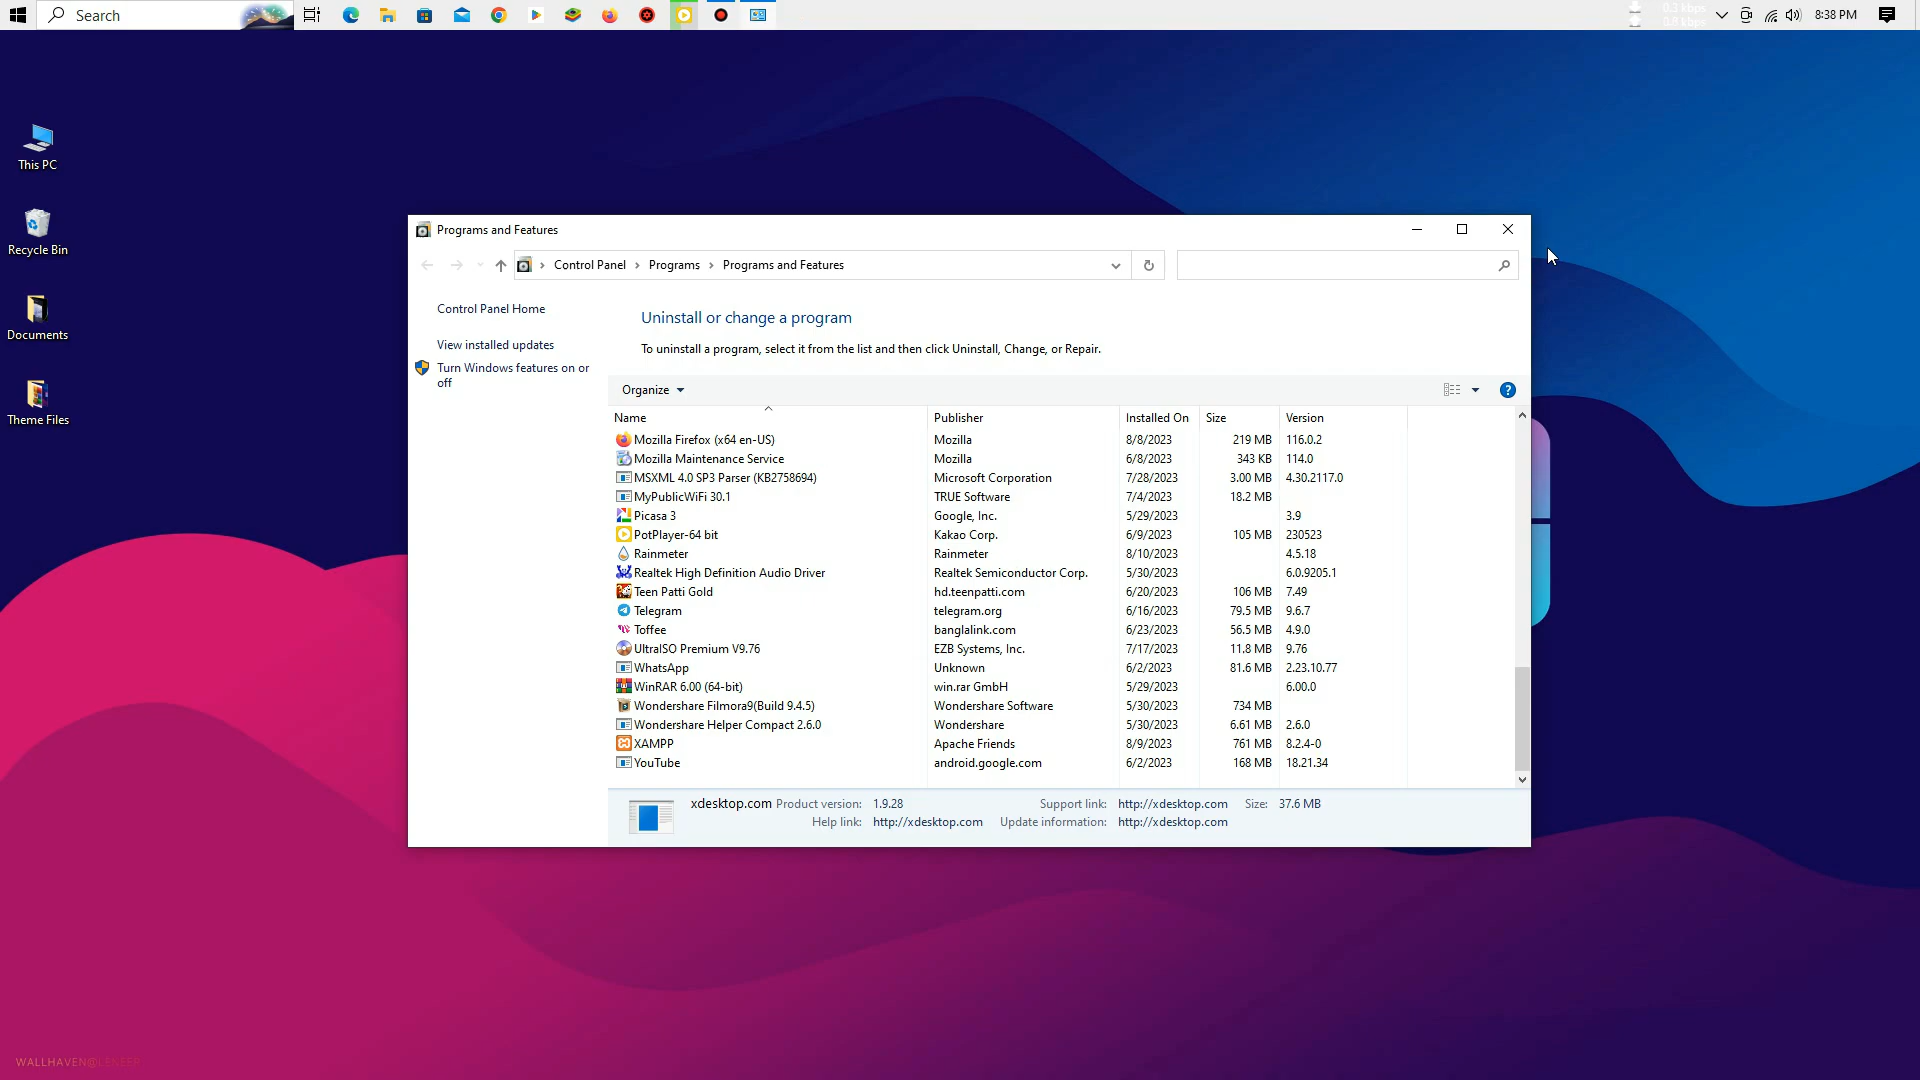 Search
0.3 kbps
0.8 kbps
8:38 PM
This PC
Recycle Bin
Documents
Theme Files
Programs and Features
Control Panel > Programs > Programs and Features
Control Panel Home
View installed updates
Turn Windows features on or
off
Uninstall or change a program
To uninstall a program, select it from the list and then click Uninstall, Change, or Repair.
Organize
Name Publisher Installed On Size Version
Mozilla Firefox (x64 en-US) Mozilla 8/8/2023 219 MB 116.0.2
Mozilla Maintenance Service Mozilla 6/8/2023 343 KB 114.0
MSXML 4.0 SP3 Parser (KB2758694) Microsoft Corporation 7/28/2023 3.00 MB 4.30.2117.0
MyPublicWiFi 30.1 TRUE Software 7/4/2023 18.2 MB
Picasa 3 Google, Inc. 5/29/2023 3.9
PotPlayer-64 bit Kakao Corp. 6/9/2023 105 MB 230523
Rainmeter Rainmeter 8/10/2023 4.5.18
Realtek High Definition Audio Driver Realtek Semiconductor Corp. 5/30/2023 6.0.9205.1
Teen Patti Gold hd.teenpatti.com 6/20/2023 106 MB 7.49
Telegram telegram.org 6/16/2023 79.5 MB 9.6.7
Toffee banglalink.com 6/23/2023 56.5 MB 4.9.0
UltraISO Premium V9.76 EZB Systems, Inc. 7/17/2023 11.8 MB 9.76
WhatsApp Unknown 6/2/2023 81.6 MB 2.23.10.77
WinRAR 6.00 (64-bit) win.rar GmbH 5/29/2023 6.00.0
Wondershare Filmora9(Build 9.4.5) Wondershare Software 5/30/2023 734 MB
Wondershare Helper Compact 2.6.0 Wondershare 5/30/2023 6.61 MB 2.6.0
XAMPP Apache Friends 8/9/2023 761 MB 8.2.4-0
YouTube android.google.com 6/2/2023 168 MB 18.21.34
xdesktop.com Product version: 1.9.28 Support link: http://xdesktop.com Size: 37.6 MB
Help link: http://xdesktop.com Update information: http://xdesktop.com